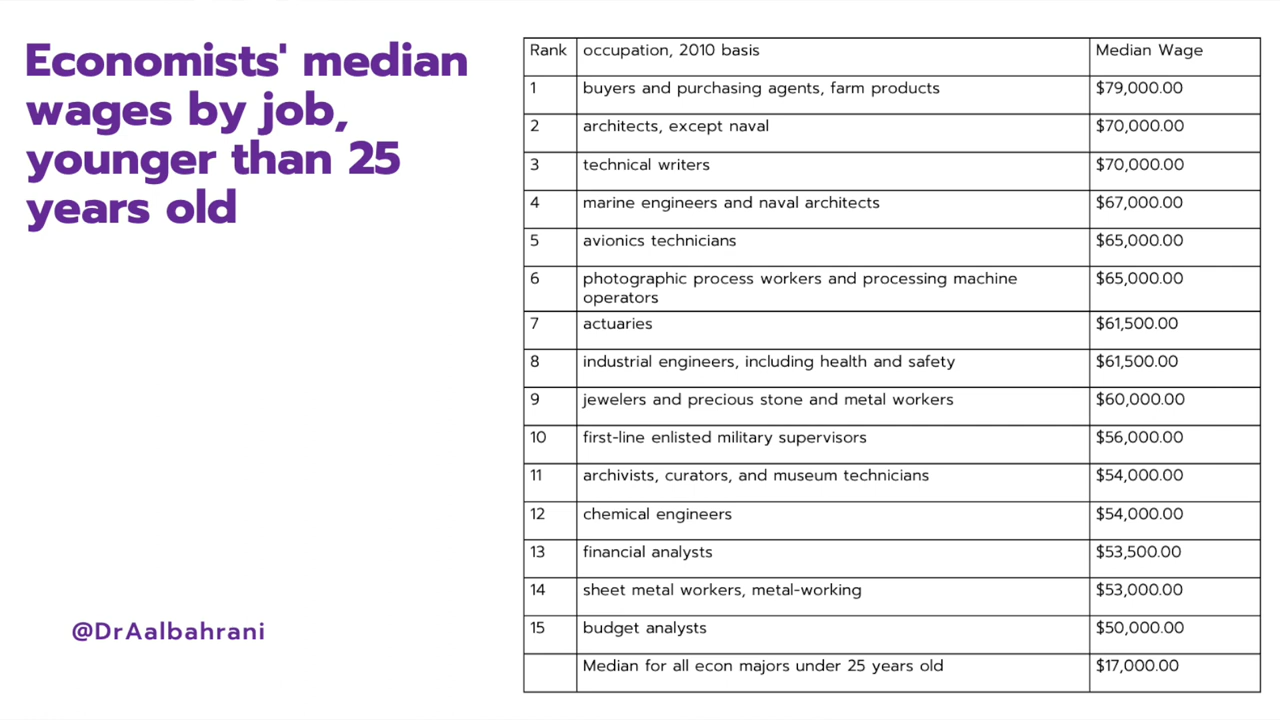 Economists' median
wages by job,
younger than 25
years old
Rank occupation, 2010 basis Median Wage
1 buyers and purchasing agents, farm products $79,000.00
2 architects, except naval $70,000.00
3 technical writers $70,000.00
4 marine engineers and naval architects $67,000.00
5 avionics technicians $65,000.00
6 photographic process workers and processing machine $65,000.00
operators
7 actuaries $61,500.00
8 industrial engineers, including health and safety $61,500.00
9 jewelers and precious stone and metal workers $60,000.00
10 first-line enlisted military supervisors $56,000.00
11 archivists, curators, and museum technicians $54,000.00
12 chemical engineers $54,000.00
13 financial analysts $53,500.00
14 sheet metal workers, metal-working $53,000.00
15 budget analysts $50,000.00
Median for all econ majors under 25 years old $17,000.00
@DrAalbahrani